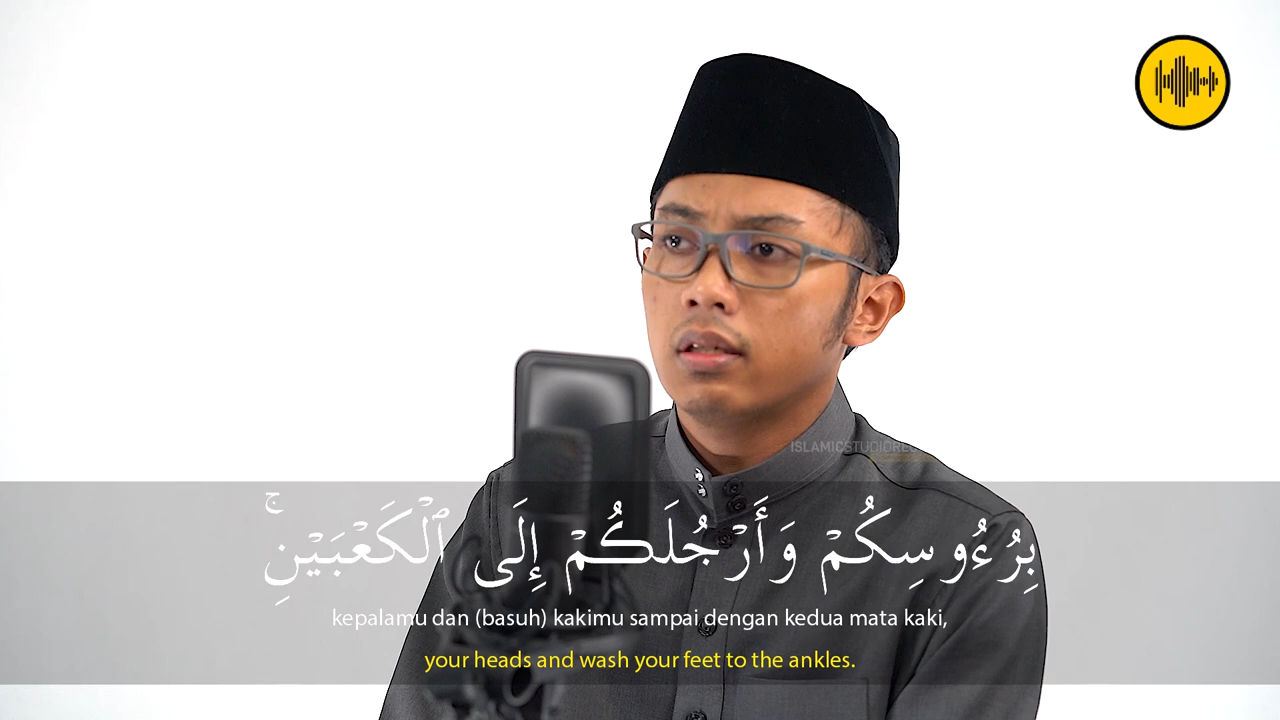 ISLAMICSTUDIORE
بِرُءُوسِكُمْ وَأَرْجُلَكُمْ إِلَى ٱلْكَعْبَيْنِۚ
kepalamu dan (basuh) kakimu sampai dengan kedua mata kaki,
your heads and wash your feet to the ankles.